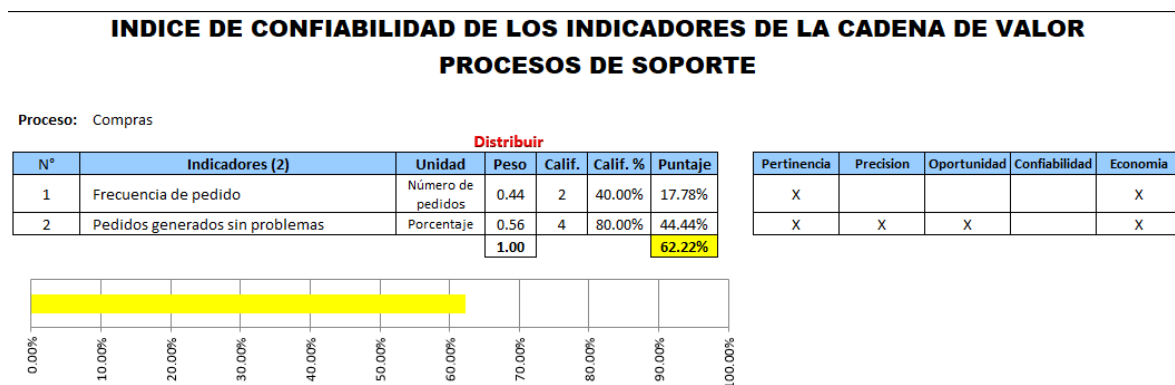 INDICE DE CONFIABILIDAD DE LOS INDICADORES DE LA CADENA DE VALOR
PROCESOS DE SOPORTE
Proceso: Compras
Distribuir
N° Indicadores (2) Unidad Peso Calif. Calif. % Puntaje Pertinencia Precision Oportunidad Confiabilidad Economia
1 Frecuencia de pedido Número de pedidos 0.44 2 40.00% 17.78% X X
2 Pedidos generados sin problemas Porcentaje 0.56 4 80.00% 44.44% X X X X
1.00 62.22%
0.00% 10.00% 20.00% 30.00% 40.00% 50.00% 60.00% 70.00% 80.00% 90.00% 100.00%